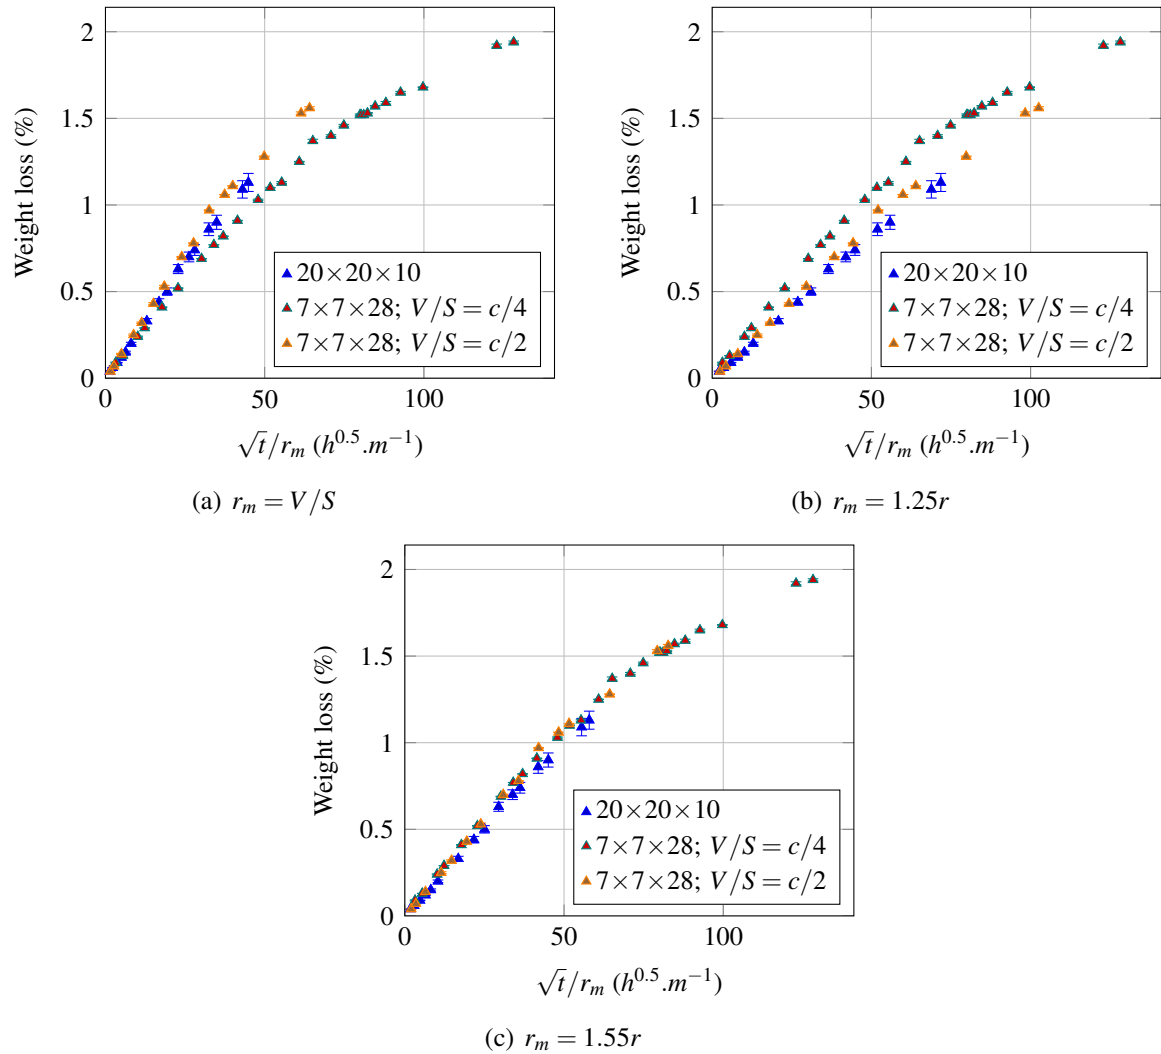 2
1.5
1
0.5
0
0
50
100
Weight loss (%)
√t/r_m (h^0.5.m^−1)
20×20×10
7×7×28; V/S = c/4
7×7×28; V/S = c/2
(a) r_m = V/S
2
1.5
1
0.5
0
0
50
100
Weight loss (%)
√t/r_m (h^0.5.m^−1)
20×20×10
7×7×28; V/S = c/4
7×7×28; V/S = c/2
(b) r_m = 1.25r
2
1.5
1
0.5
0
0
50
100
Weight loss (%)
√t/r_m (h^0.5.m^−1)
20×20×10
7×7×28; V/S = c/4
7×7×28; V/S = c/2
(c) r_m = 1.55r